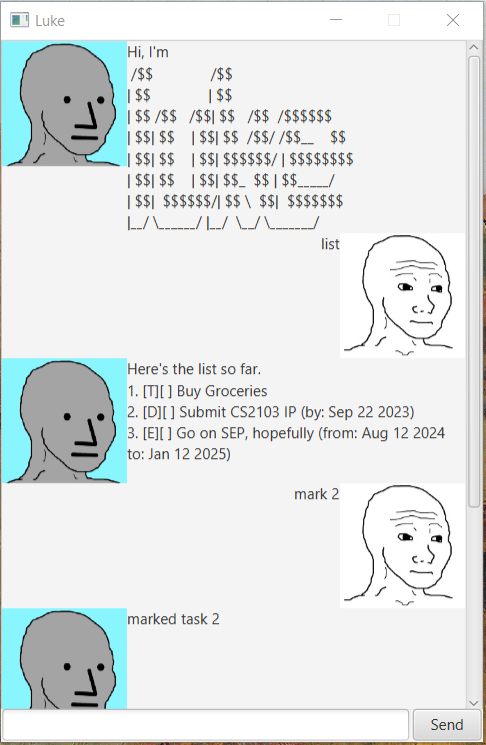 Luke
Hi, I'm
 /$$                /$$
| $$               | $$
| $$ /$$   /$$| $$   /$$  /$$$$$$
| $$| $$    | $$| $$  /$$/ /$$__    $$
| $$| $$    | $$| $$$$$$/ | $$$$$$$$
| $$| $$    | $$| $$_  $$ | $$_____/
| $$|  $$$$$$/| $$ \  $$|  $$$$$$$
|__/ \______/ |__/  \__/ \_______/
list
Here's the list so far.
1. [T][ ] Buy Groceries
2. [D][ ] Submit CS2103 IP (by: Sep 22 2023)
3. [E][ ] Go on SEP, hopefully (from: Aug 12 2024
to: Jan 12 2025)
mark 2
marked task 2
Send